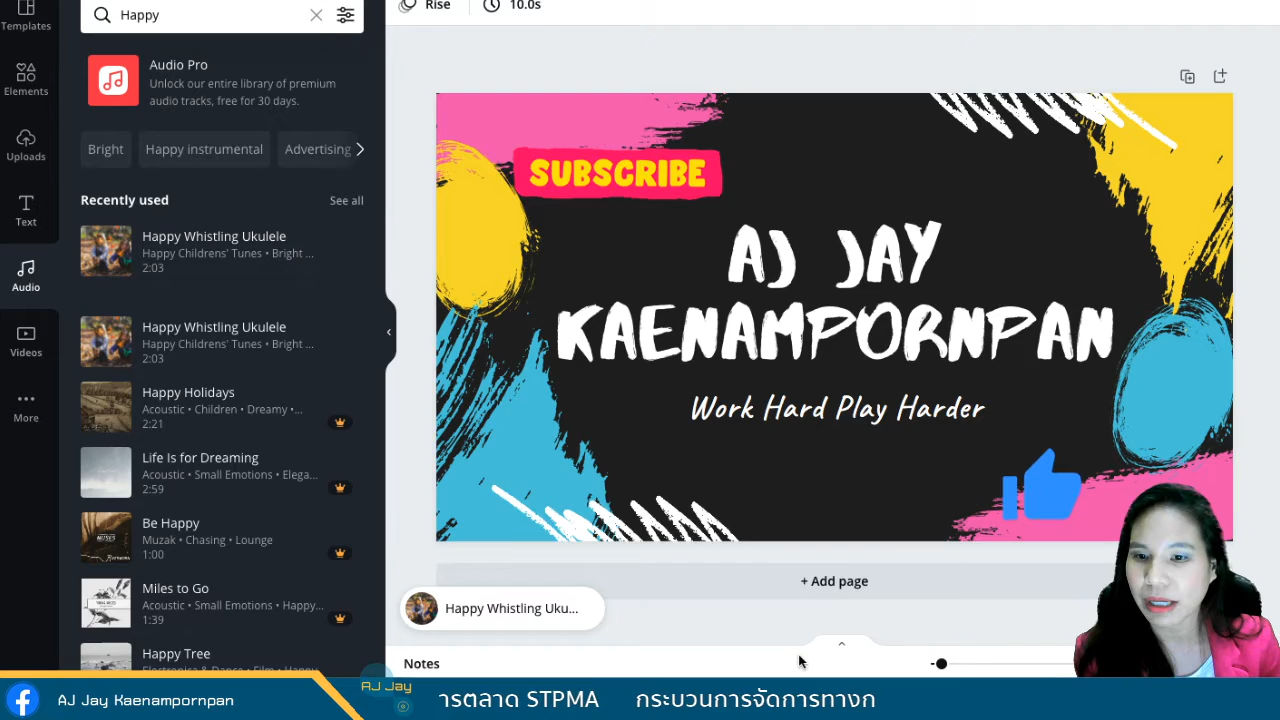 Happy
Rise
10.0s
Templates
Elements
Uploads
Text
Audio
Videos
More
Audio Pro
Unlock our entire library of premium
audio tracks, free for 30 days.
Bright
Happy instrumental
Advertising
Recently used
See all
Happy Whistling Ukulele
Happy Childrens' Tunes • Bright ...
2:03
Happy Whistling Ukulele
Happy Childrens' Tunes • Bright ...
2:03
Happy Holidays
Acoustic • Children • Dreamy •...
2:21
Life Is for Dreaming
Acoustic • Small Emotions • Elega...
2:59
Be Happy
Muzak • Chasing • Lounge
1:00
Miles to Go
Acoustic • Small Emotions • Happy...
1:39
Happy Tree
SUBSCRIBE
AJ JAY
KAENAMPORNPAN
Work Hard Play Harder
+ Add page
Happy Whistling Uku...
Notes
AJ Jay Kaenampornpan
AJ Jay
ารตลาด STPMA กระบวนการจัดการทางก